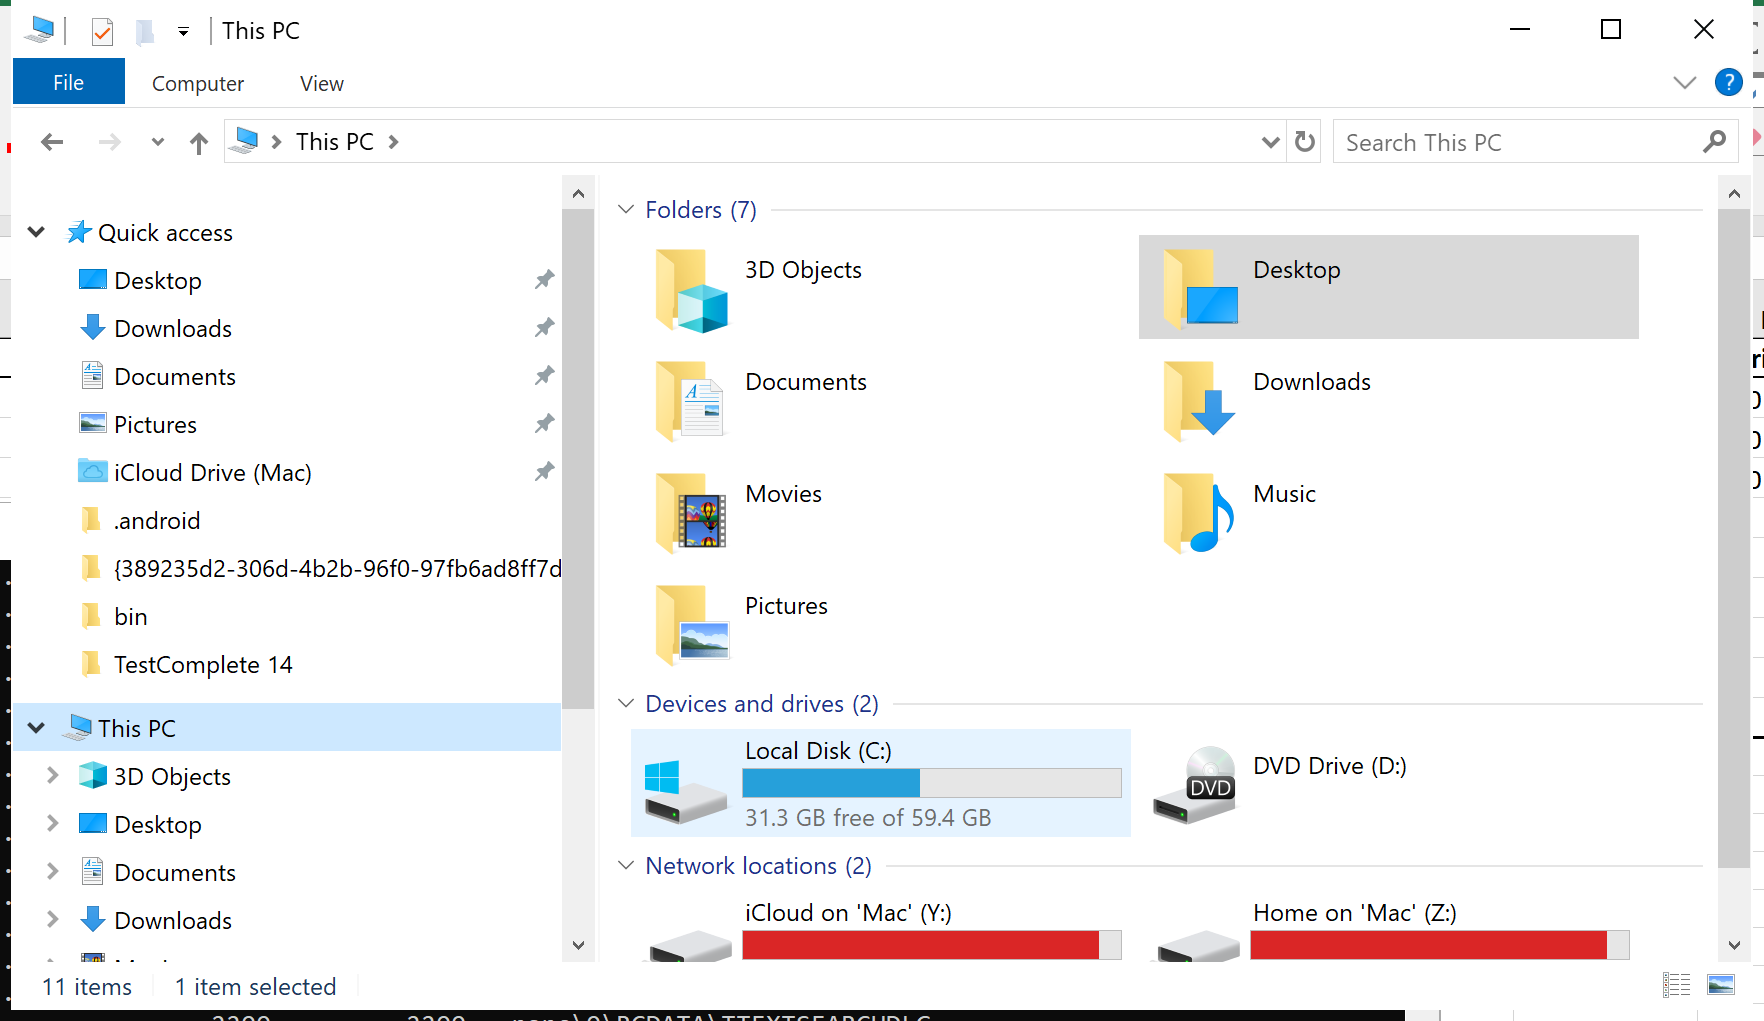 This PC
File
Computer
View
?
This PC
Search This PC
Quick access
Desktop
Downloads
Documents
Pictures
iCloud Drive (Mac)
.android
{389235d2-306d-4b2b-96f0-97fb6ad8ff7d
bin
TestComplete 14
This PC
3D Objects
Desktop
Documents
Downloads
Folders (7)
3D Objects
Desktop
Documents
Downloads
Movies
Music
Pictures
Devices and drives (2)
Local Disk (C:)
31.3 GB free of 59.4 GB
DVD Drive (D:)
DVD
Network locations (2)
iCloud on 'Mac' (Y:)
Home on 'Mac' (Z:)
11 items
1 item selected